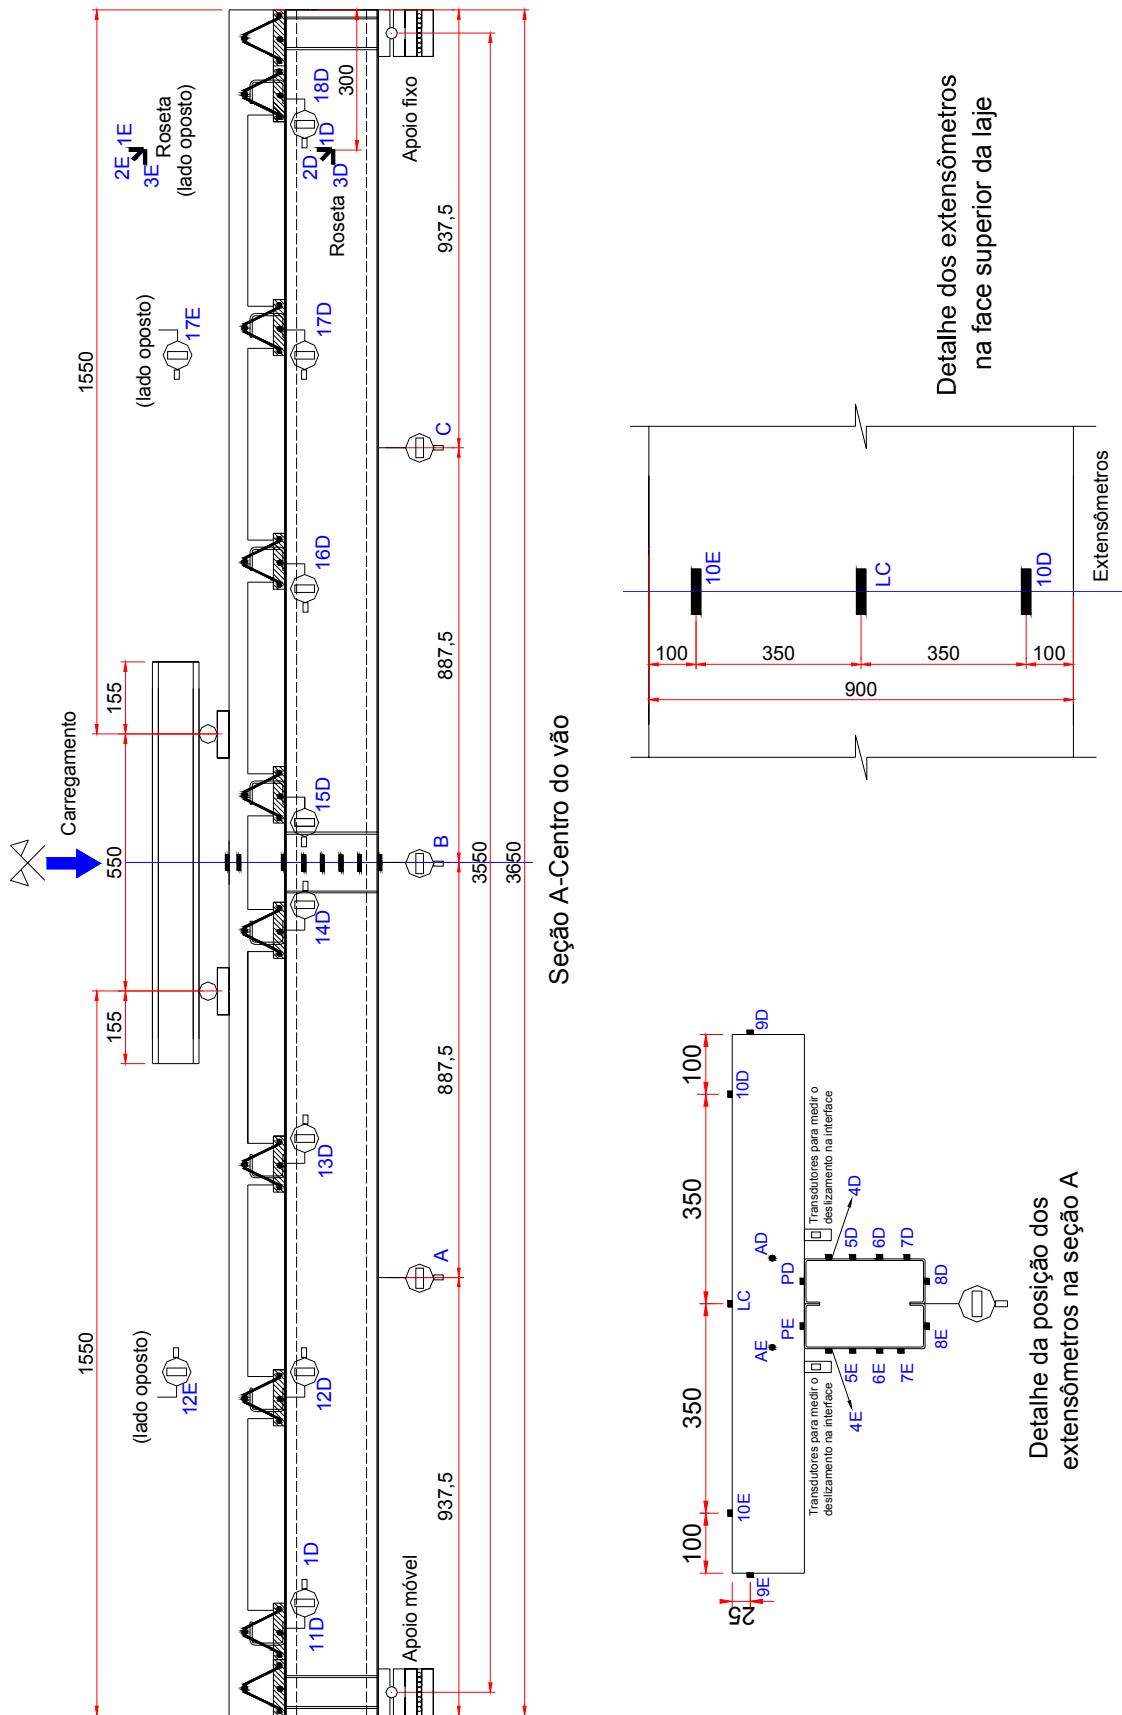 Carregamento
155
550
155
1550
1550
(lado oposto)
12E
(lado oposto)
17E
2E
1E
3E
Roseta
(lado oposto)
11D
1D
12D
13D
14D
15D
16D
17D
18D
2D
1D
3D
Roseta
300
Apoio móvel
A
B
C
Apoio fixo
937,5
887,5
887,5
937,5
3550
3650
Seção A-Centro do vão
100
350
350
100
25
9E
10E
LC
10D
9D
AE
AD
PE
PD
Transdutores para medir o
deslizamento na interface
Transdutores para medir o
deslizamento na interface
4E
4D
5E
6E
7E
8E
5D
6D
7D
8D
Detalhe da posição dos
extensômetros na seção A
100
350
350
100
900
10E
LC
10D
Extensômetros
Detalhe dos extensômetros
na face superior da laje